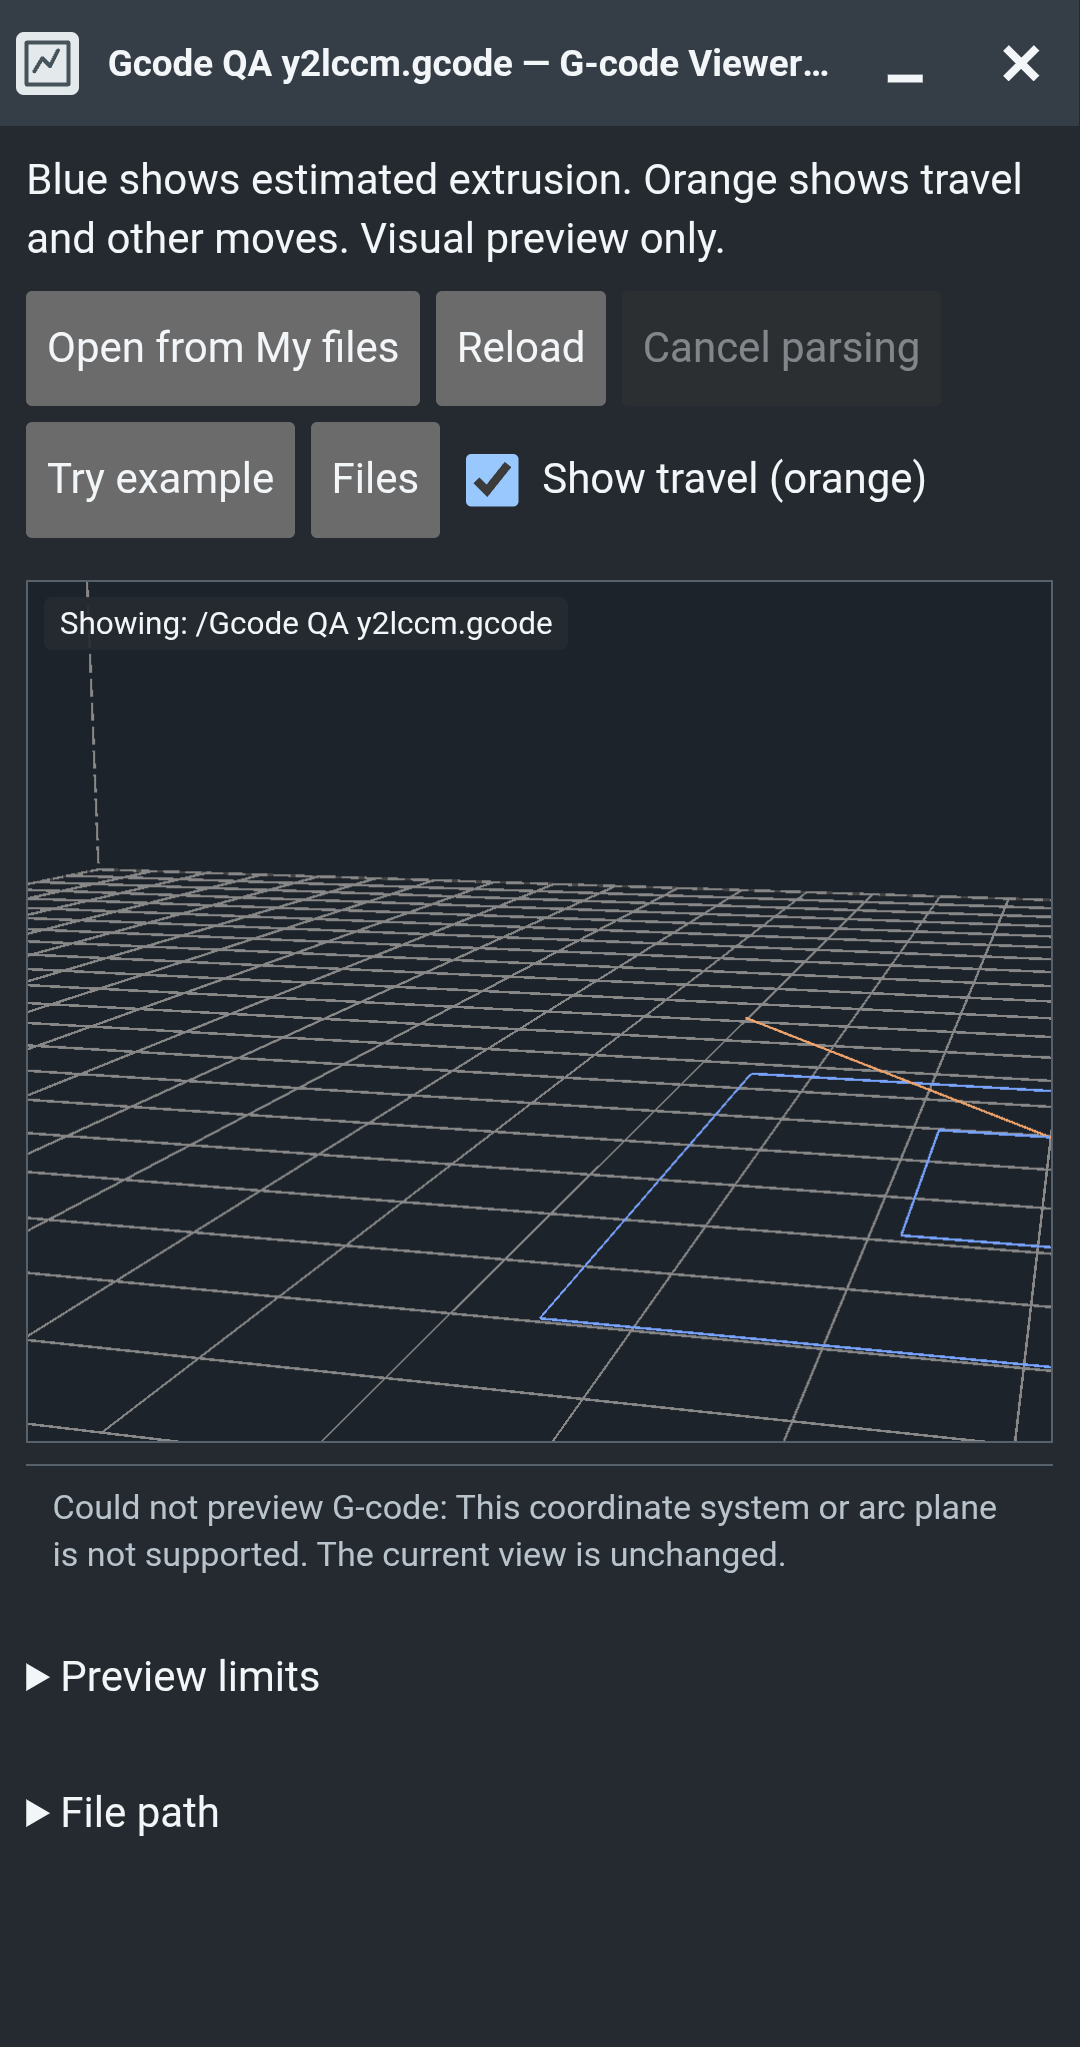 Gcode QA y2lccm.gcode — G-code Viewer...
Blue shows estimated extrusion. Orange shows travel
and other moves. Visual preview only.
Open from My files
Reload
Cancel parsing
Try example
Files
Show travel (orange)
Showing: /Gcode QA y2lccm.gcode
Could not preview G-code: This coordinate system or arc plane
is not supported. The current view is unchanged.
Preview limits
File path